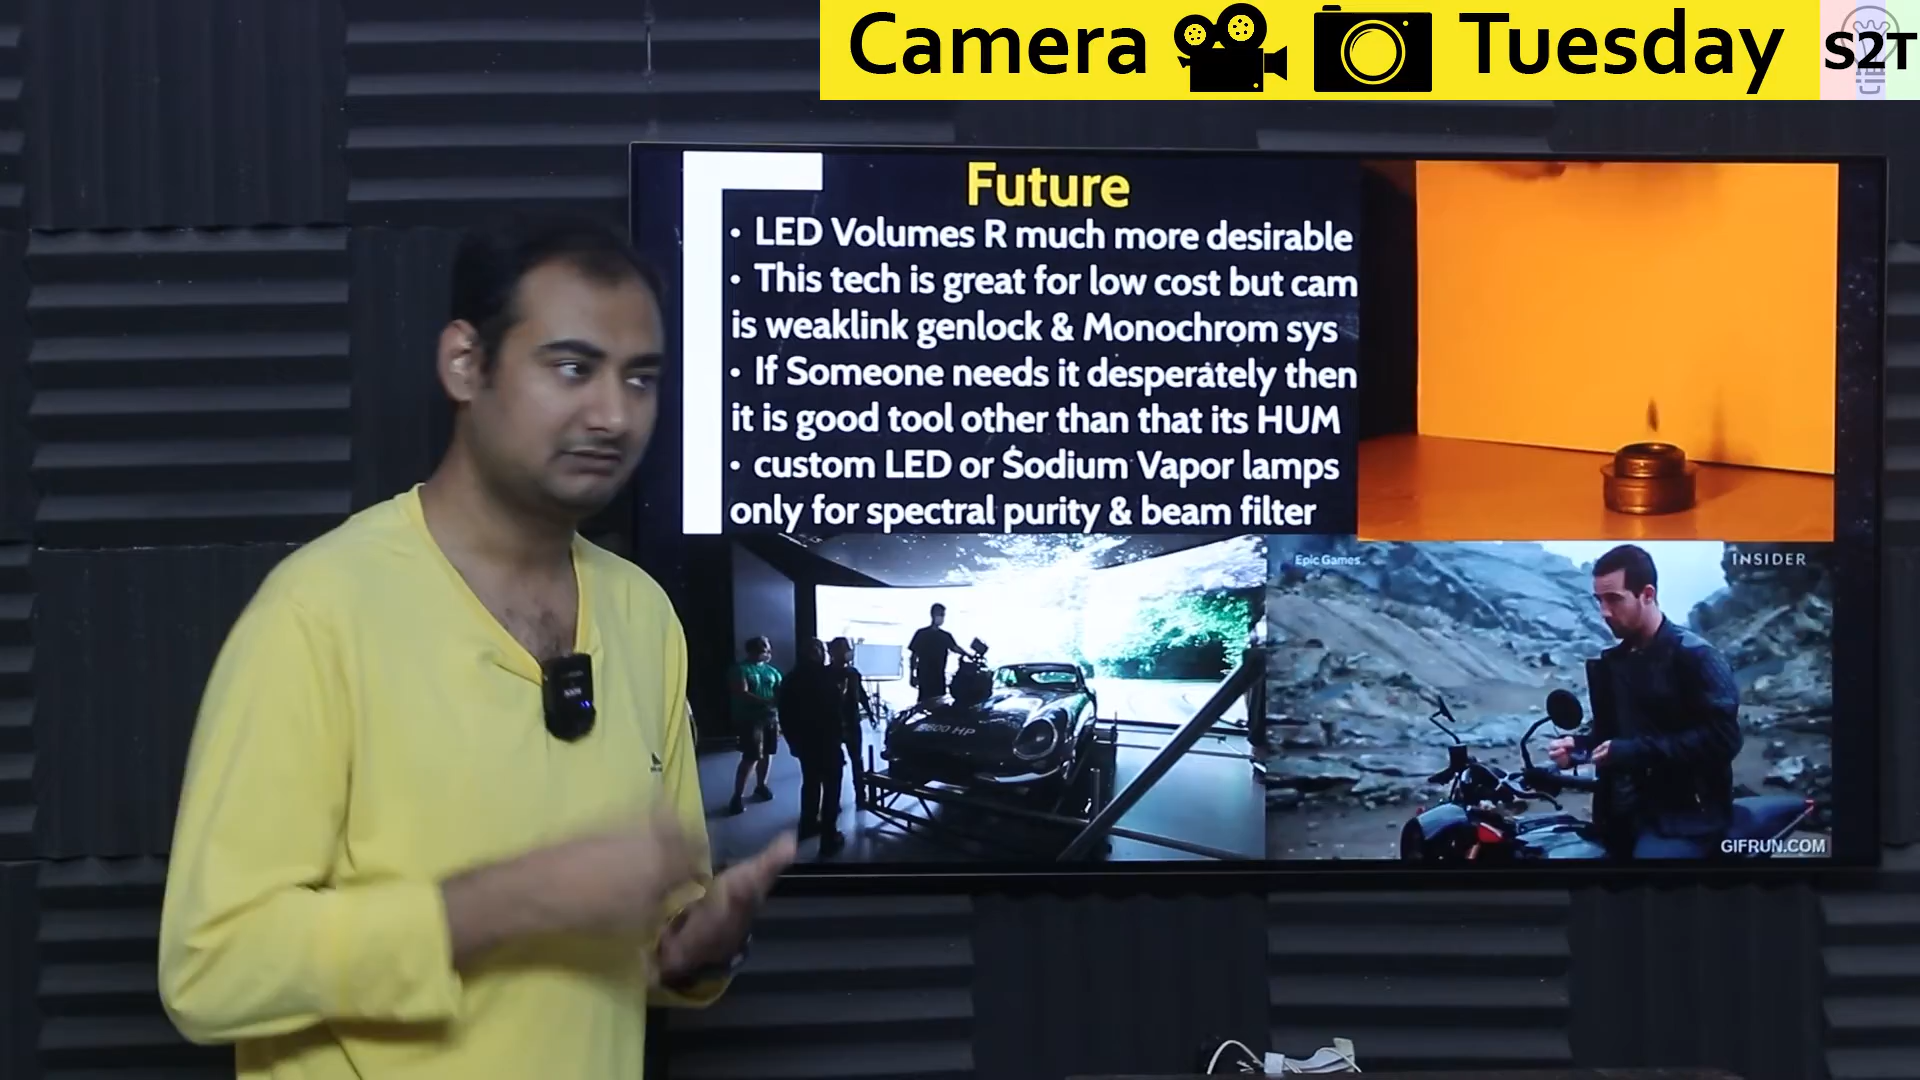 Camera Tuesday S2T
Future
• LED Volumes R much more desirable
• This tech is great for low cost but cam
is weaklink genlock & Monochrom sys
• If Someone needs it desperately then
it is good tool other than that its HUM
• custom LED or Sodium Vapor lamps
only for spectral purity & beam filter
Epic Games
INSIDER
GIFRUN.COM